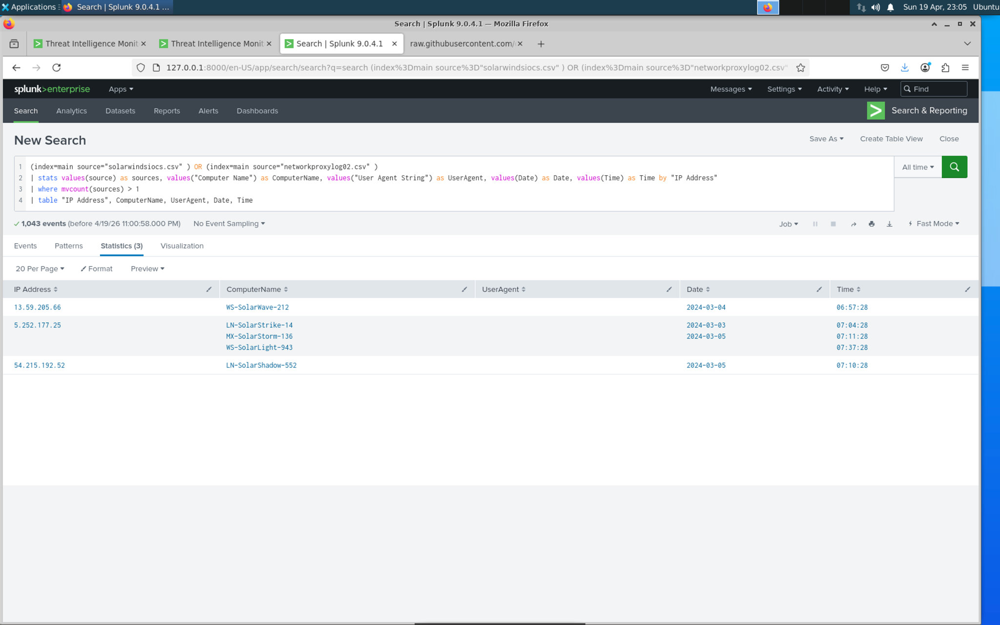 Applications
Search | Splunk 9.0.4.1 ...
Sun 19 Apr, 23:05
Ubuntu
Search | Splunk 9.0.4.1 — Mozilla Firefox
Threat Intelligence Monit
Threat Intelligence Monit
Search | Splunk 9.0.4.1
raw.githubusercontent.com/
127.0.0.1:8000/en-US/app/search/search?q=search (index%3Dmain source%3D"solarwindsiocs.csv" ) OR (index%3Dmain source%3D"networkproxylog02.csv"
splunk>enterprise
Apps
Messages
Settings
Activity
Help
Find
Search
Analytics
Datasets
Reports
Alerts
Dashboards
Search & Reporting
New Search
Save As
Create Table View
Close
1 (index=main source="solarwindsiocs.csv" ) OR (index=main source="networkproxylog02.csv" )
2 | stats values(source) as sources, values("Computer Name") as ComputerName, values("User Agent String") as UserAgent, values(Date) as Date, values(Time) as Time by "IP Address"
3 | where mvcount(sources) > 1
4 | table "IP Address", ComputerName, UserAgent, Date, Time
All time
1,043 events (before 4/19/26 11:00:58.000 PM)
No Event Sampling
Job
Fast Mode
Events
Patterns
Statistics (3)
Visualization
20 Per Page
Format
Preview
IP Address ComputerName UserAgent Date Time
13.59.205.66 WS-SolarWave-212 2024-03-04 06:57:28
5.252.177.25 LN-SolarStrike-14 2024-03-03 07:04:28
MX-SolarStorm-136 2024-03-05 07:11:28
WS-SolarLight-943 07:37:28
54.215.192.52 LN-SolarShadow-552 2024-03-05 07:10:28